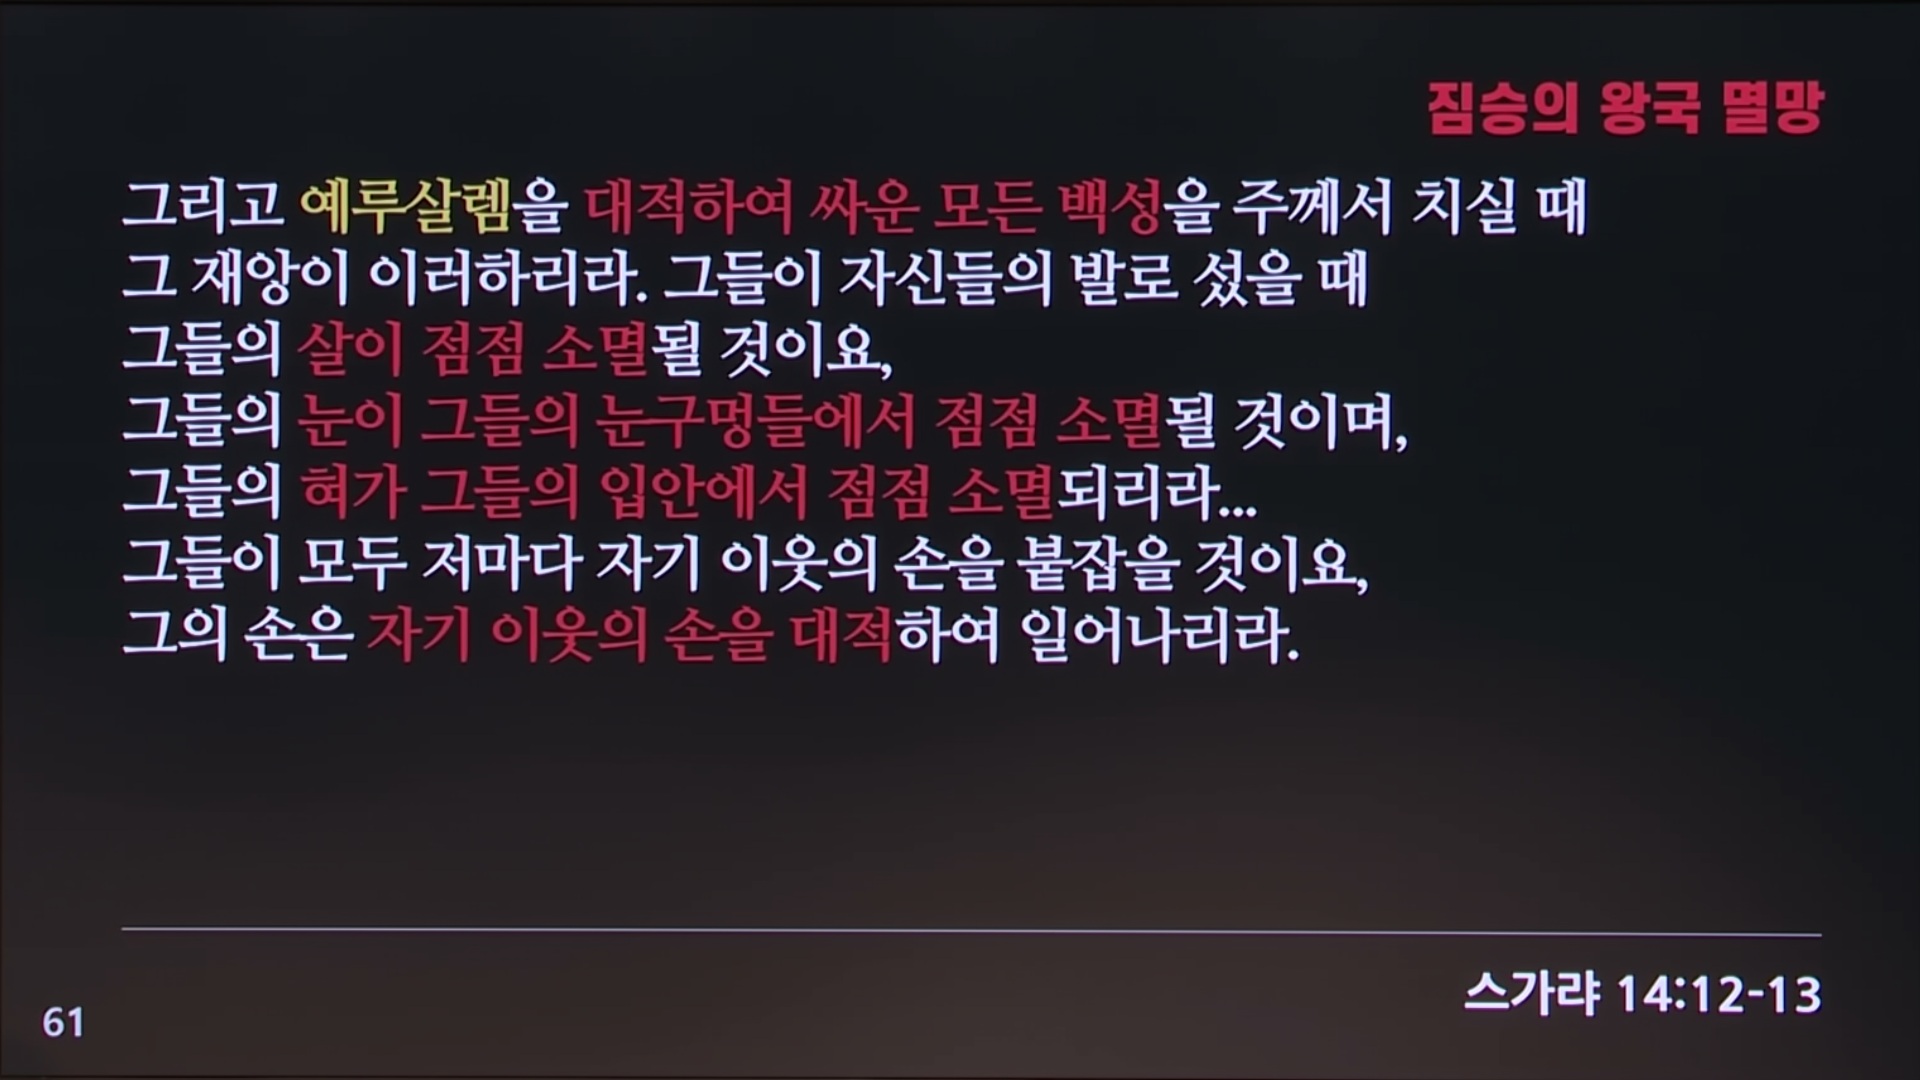 짐승의 왕국 멸망
그리고 예루살렘을 대적하여 싸운 모든 백성을 주께서 치실 때
그 재앙이 이러하리라. 그들이 자신들의 발로 섰을 때
그들의 살이 점점 소멸될 것이요,
그들의 눈이 그들의 눈구멍들에서 점점 소멸될 것이며,
그들의 혀가 그들의 입안에서 점점 소멸되리라...
그들이 모두 저마다 자기 이웃의 손을 붙잡을 것이요,
그의 손은 자기 이웃의 손을 대적하여 일어나리라.
스가랴 14:12-13
61